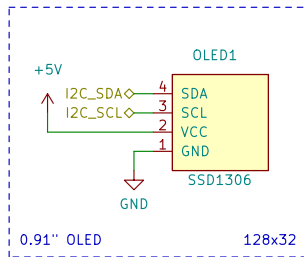 OLED1
+5V
I2C_SDA 4 SDA
I2C_SCL 3 SCL
2 VCC
1 GND
SSD1306
GND
0.91" OLED 128x32